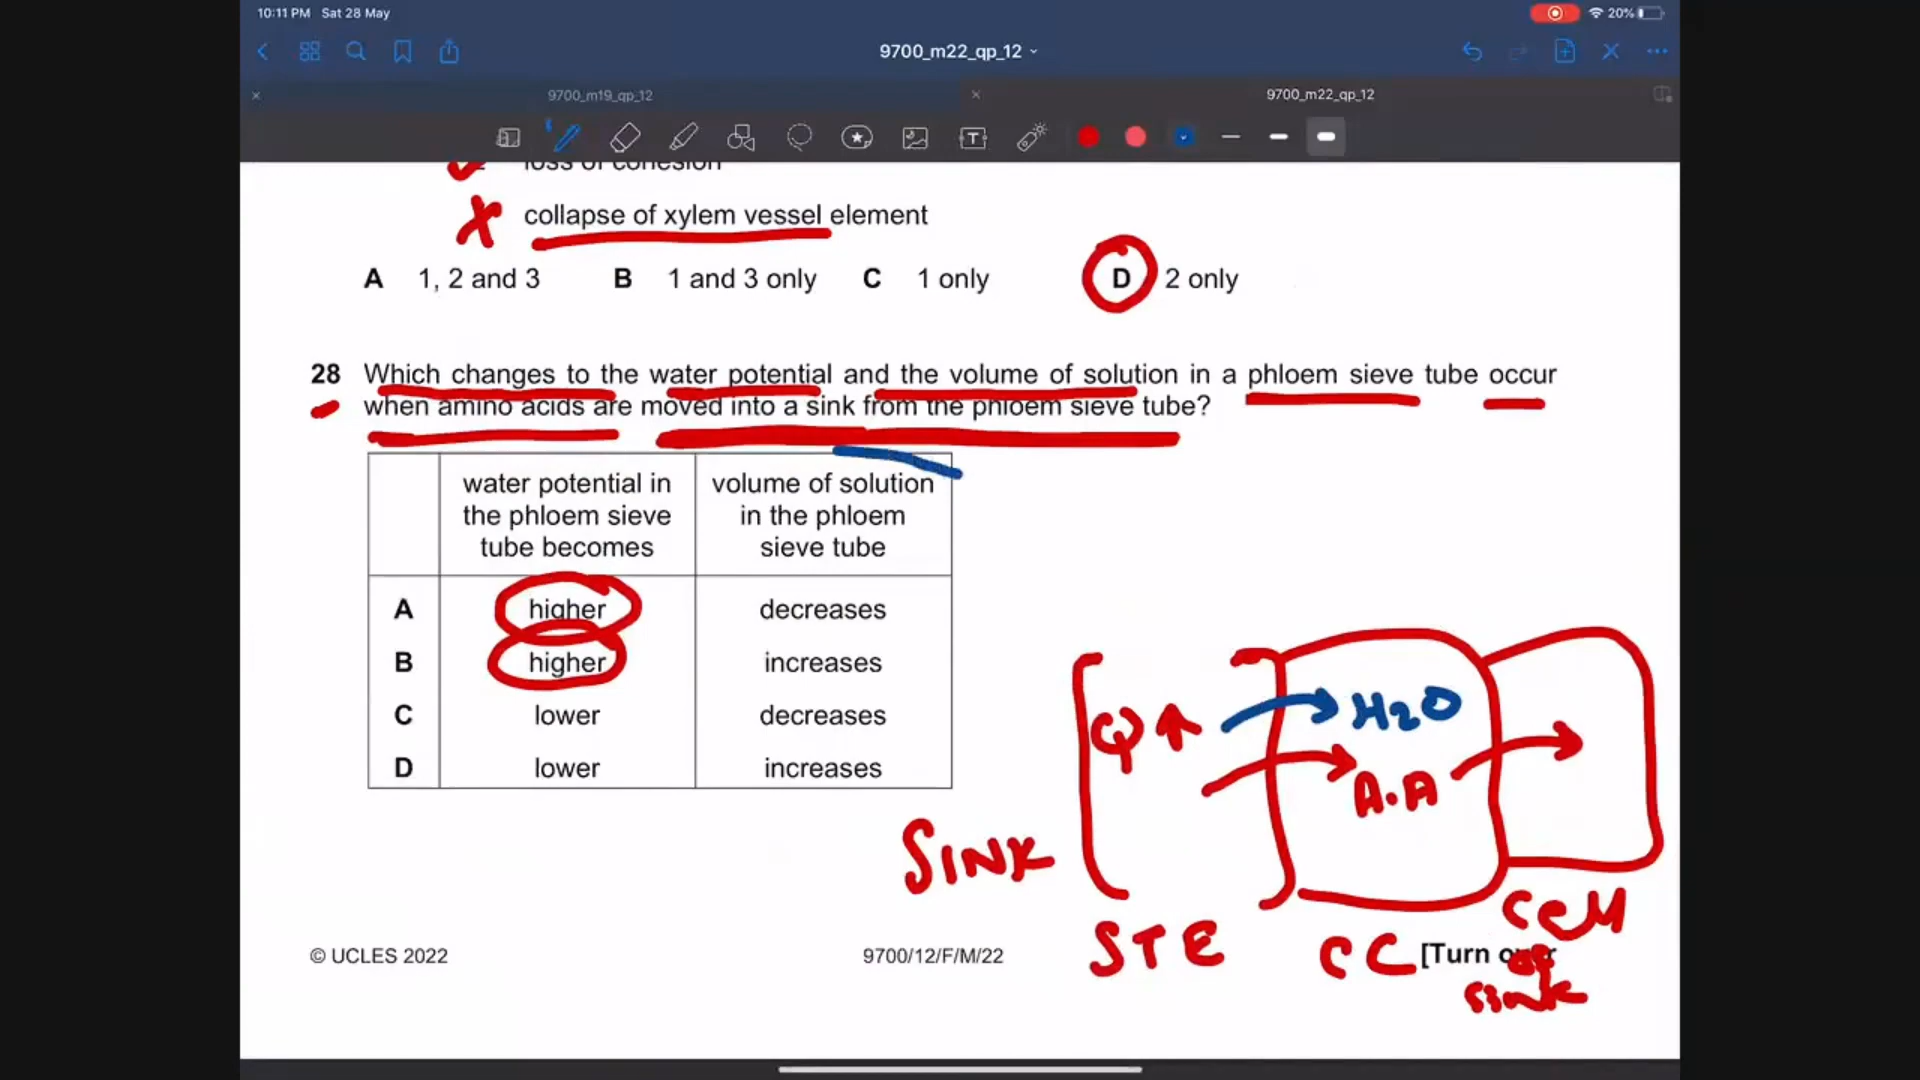 10:11 PM Sat 28 May
20%
9700_m22_qp_12
9700_m19_qp_12
9700_m22_qp_12
loss of cohesion
collapse of xylem vessel element
A 1, 2 and 3 B 1 and 3 only C 1 only D 2 only
28 Which changes to the water potential and the volume of solution in a phloem sieve tube occur
when amino acids are moved into a sink from the phloem sieve tube?
water potential in
the phloem sieve
tube becomes
volume of solution
in the phloem
sieve tube
A higher decreases
B higher increases
C lower decreases
D lower increases
Ψ↑
H2O
A.A
SINK
STE
CC
of
sink
© UCLES 2022
9700/12/F/M/22
[Turn over